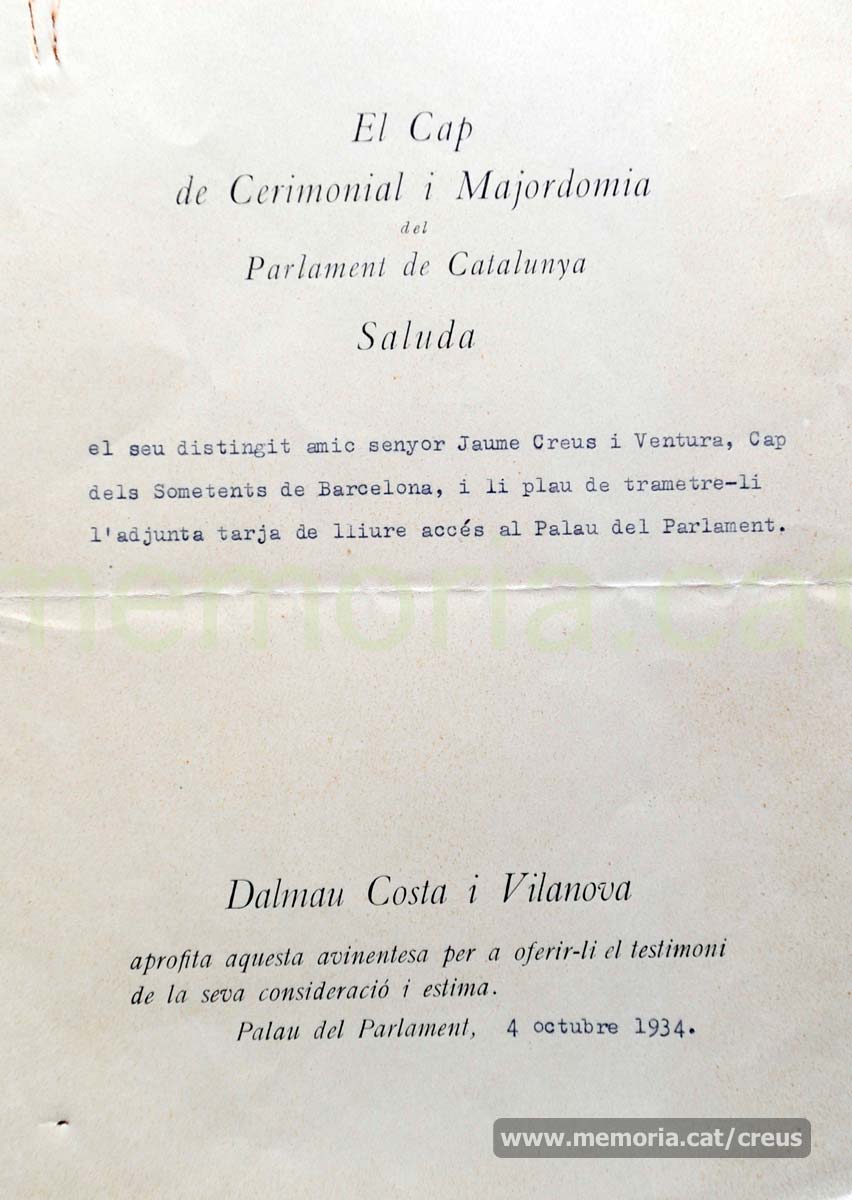 El Cap
de Cerimonial i Majordomia
del
Parlament de Catalunya
Saluda
el seu distingit amic senyor Jaume Creus i Ventura, Cap
dels Sometents de Barcelona, i li plau de trametre-li
l'adjunta tarja de lliure accés al Palau del Parlament.
memoria.cat
Dalmau Costa i Vilanova
aprofita aquesta avinentesa per a oferir-li el testimoni
de la seva consideració i estima.
Palau del Parlament, 4 octubre 1934.
www.memoria.cat/creus